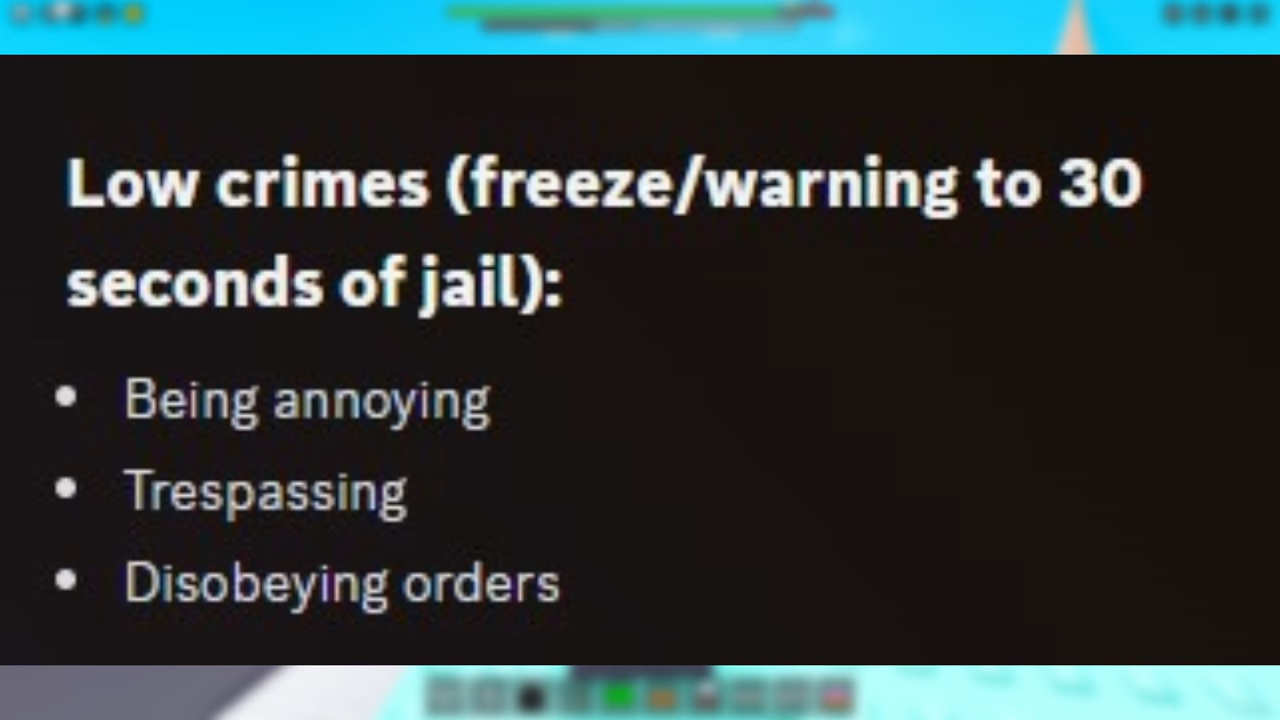 Low crimes (freeze/warning to 30
seconds of jail):
• Being annoying
• Trespassing
• Disobeying orders